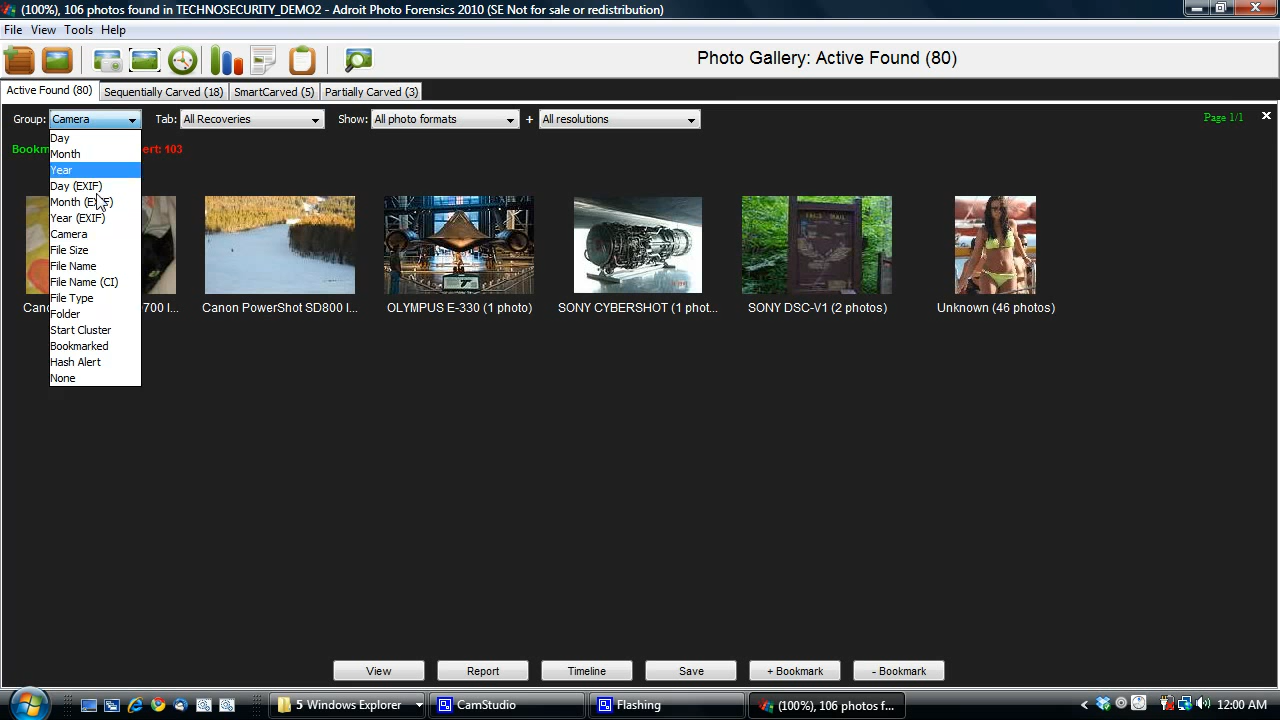 (100%), 106 photos found in TECHNOSECURITY_DEMO2 - Adroit Photo Forensics 2010 (SE Not for sale or redistribution)
File View Tools Help
Photo Gallery: Active Found (80)
Active Found (80) Sequentially Carved (18) SmartCarved (5) Partially Carved (3)
Group: Camera Tab: All Recoveries Show: All photo formats + All resolutions Page 1/1
Day
Bookm ert: 103
Month
Year
Day (EXIF)
Month (EXIF)
Year (EXIF)
Camera
File Size
File Name
File Name (CI)
File Type
Folder
Start Cluster
Bookmarked
Hash Alert
None
Can 700 I... Canon PowerShot SD800 I... OLYMPUS E-330 (1 photo) SONY CYBERSHOT (1 phot... SONY DSC-V1 (2 photos) Unknown (46 photos)
View Report Timeline Save + Bookmark - Bookmark
5 Windows Explorer CamStudio Flashing (100%), 106 photos f... 12:00 AM